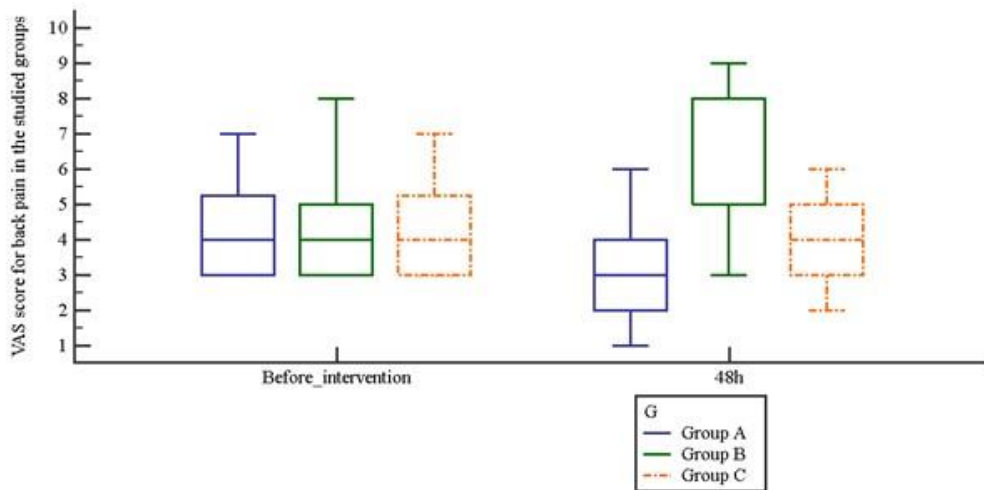 VAS score for back pain in the studied groups
10
9
8
7
6
5
4
3
2
1
Before_intervention
48h
G
Group A
Group B
Group C